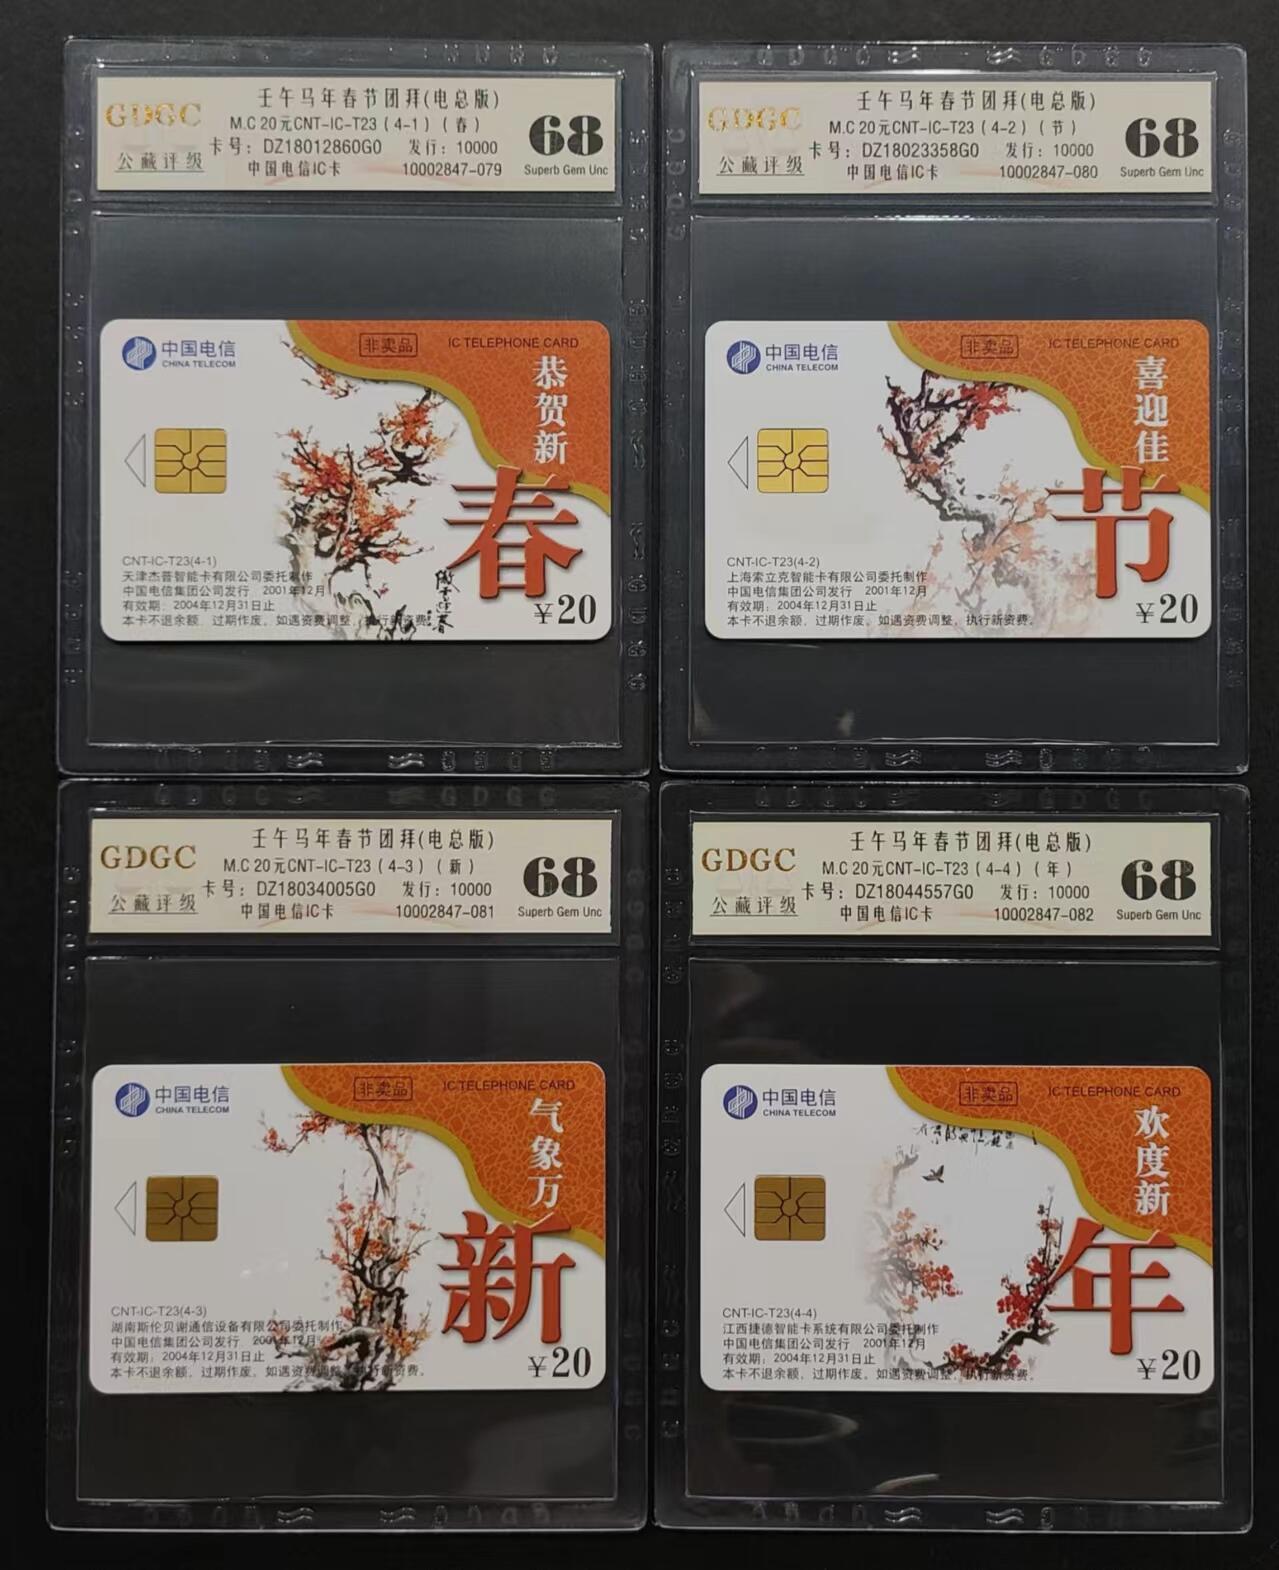 GDGC
公藏评级
壬午马年春节团拜(电总版)
M.C 20元CNT-IC-T23(4-1)(春)
卡号: DZ18012860G0 发行: 10000
中国电信IC卡 10002847-079
68
Superb Gem Unc
中国电信
CHINA TELECOM
非卖品
IC TELEPHONE CARD
恭贺新
春
CNT-IC-T23(4-1)
天津杰普智能卡有限公司委托制作
中国电信集团公司发行 2001年12月
有效期: 2004年12月31日止
本卡不退余额, 过期作废。如遇资费调整, 执行新资费。
¥20
GDGC
公藏评级
壬午马年春节团拜(电总版)
M.C 20元CNT-IC-T23(4-2)(节)
卡号: DZ18023358G0 发行: 10000
中国电信IC卡 10002847-080
68
Superb Gem Unc
中国电信
CHINA TELECOM
非卖品
IC TELEPHONE CARD
喜迎佳
节
CNT-IC-T23(4-2)
上海索立克智能卡有限公司委托制作
中国电信集团公司发行 2001年12月
有效期: 2004年12月31日止
本卡不退余额, 过期作废。如遇资费调整, 执行新资费。
¥20
GDGC
公藏评级
壬午马年春节团拜(电总版)
M.C 20元CNT-IC-T23(4-3)(新)
卡号: DZ18034005G0 发行: 10000
中国电信IC卡 10002847-081
68
Superb Gem Unc
中国电信
CHINA TELECOM
非卖品
IC TELEPHONE CARD
气象万
新
CNT-IC-T23(4-3)
湖南斯伦贝谢通信设备有限公司委托制作
中国电信集团公司发行 2001年12月
有效期: 2004年12月31日止
本卡不退余额, 过期作废。如遇资费调整, 执行新资费。
¥20
GDGC
公藏评级
壬午马年春节团拜(电总版)
M.C 20元CNT-IC-T23(4-4)(年)
卡号: DZ18044557G0 发行: 10000
中国电信IC卡 10002847-082
68
Superb Gem Unc
中国电信
CHINA TELECOM
非卖品
IC TELEPHONE CARD
欢度新
年
CNT-IC-T23(4-4)
江西捷德智能卡系统有限公司委托制作
中国电信集团公司发行 2001年12月
有效期: 2004年12月31日止
本卡不退余额, 过期作废。如遇资费调整, 执行新资费。
¥20